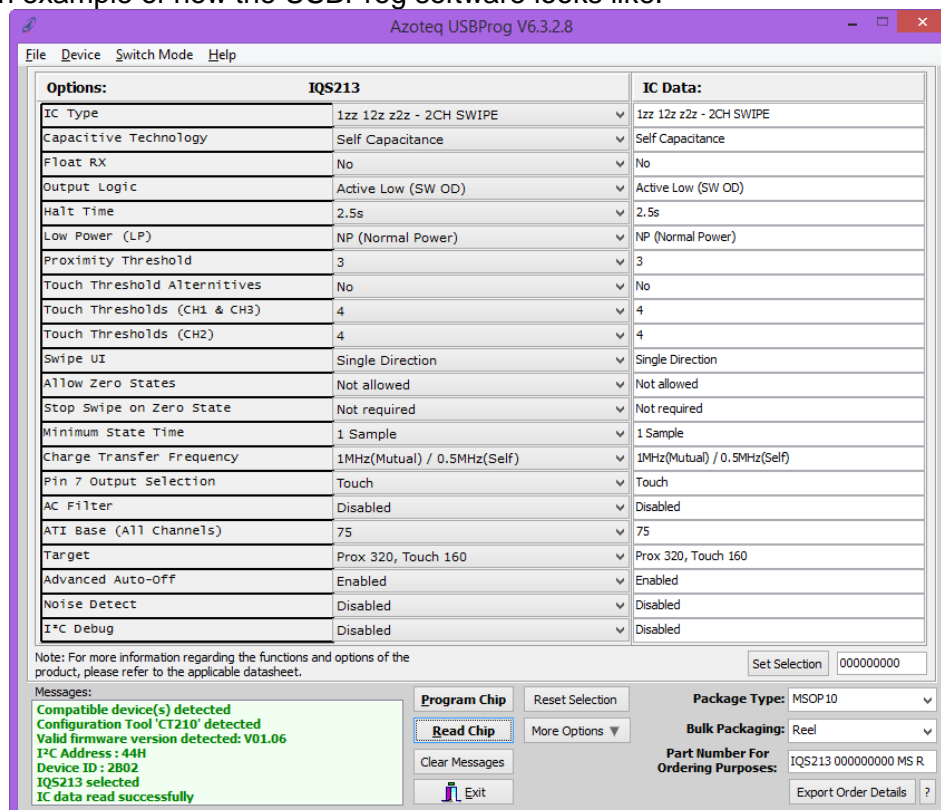 an example of how the USBProg software looks like.
Azoteq USBProg V6.3.2.8
File Device Switch Mode Help
Options: IQS213 IC Data:
IC Type 1zz 12z z2z - 2CH SWIPE 1zz 12z z2z - 2CH SWIPE
Capacitive Technology Self Capacitance Self Capacitance
Float RX No No
Output Logic Active Low (SW OD) Active Low (SW OD)
Halt Time 2.5s 2.5s
Low Power (LP) NP (Normal Power) NP (Normal Power)
Proximity Threshold 3 3
Touch Threshold Alternitives No No
Touch Thresholds (CH1 & CH3) 4 4
Touch Thresholds (CH2) 4 4
Swipe UI Single Direction Single Direction
Allow Zero States Not allowed Not allowed
Stop Swipe on Zero State Not required Not required
Minimum State Time 1 Sample 1 Sample
Charge Transfer Frequency 1MHz(Mutual) / 0.5MHz(Self) 1MHz(Mutual) / 0.5MHz(Self)
Pin 7 Output Selection Touch Touch
AC Filter Disabled Disabled
ATI Base (All Channels) 75 75
Target Prox 320, Touch 160 Prox 320, Touch 160
Advanced Auto-Off Enabled Enabled
Noise Detect Disabled Disabled
I²C Debug Disabled Disabled
Note: For more information regarding the functions and options of the
product, please refer to the applicable datasheet.
Set Selection 000000000
Messages:
Compatible device(s) detected
Configuration Tool 'CT210' detected
Valid firmware version detected: V01.06
I²C Address : 44H
Device ID : 2B02
IQS213 selected
IC data read successfully
Program Chip Reset Selection
Read Chip More Options ▼
Clear Messages
Exit
Package Type: MSOP10
Bulk Packaging: Reel
Part Number For
Ordering Purposes: IQS213 000000000 MS R
Export Order Details ?